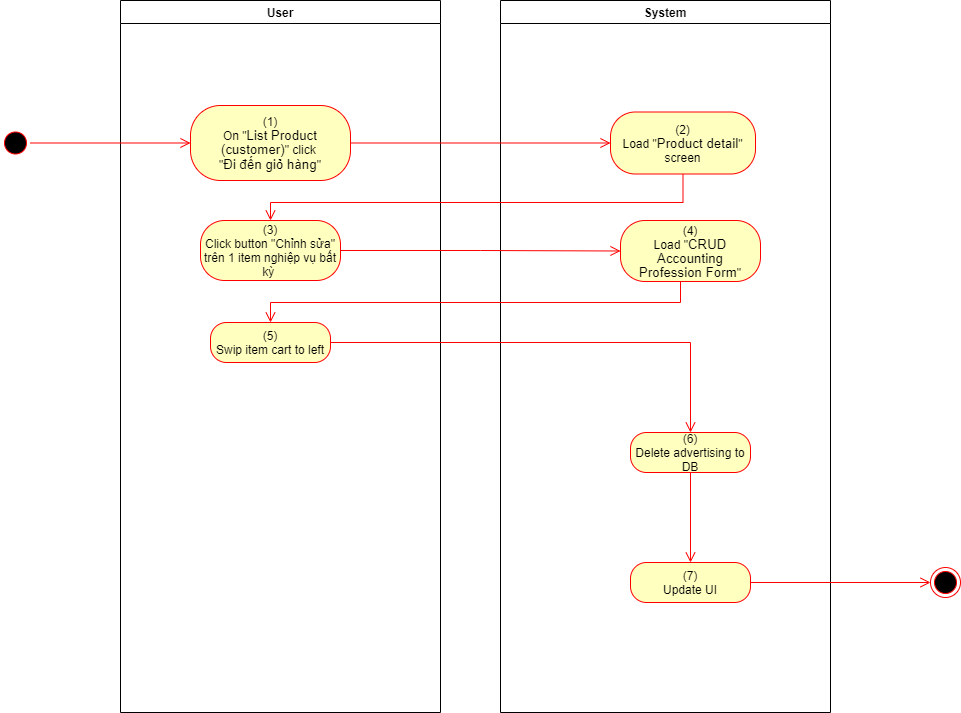 User
System
(1)
On "List Product
(customer)" click
"Đi đến giỏ hàng"
(2)
Load "Product detail"
screen
(3)
Click button "Chỉnh sửa"
trên 1 item nghiệp vụ bất
kỳ
(4)
Load "CRUD
Accounting
Profession Form"
(5)
Swip item cart to left
(6)
Delete advertising to
DB
(7)
Update UI